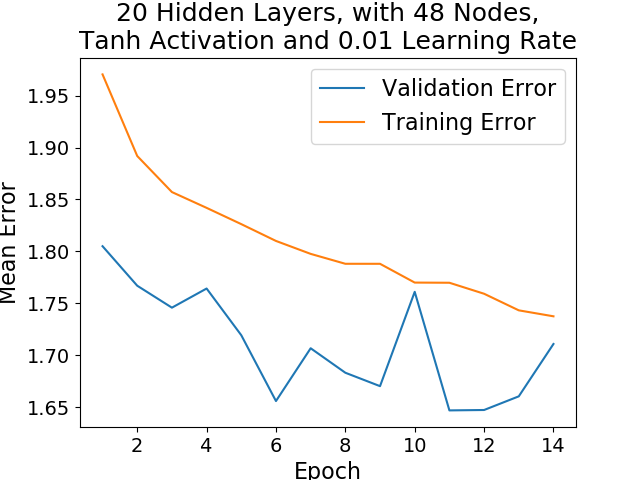 20 Hidden Layers, with 48 Nodes,
Tanh Activation and 0.01 Learning Rate
Validation Error
Training Error
Mean Error
1.95
1.90
1.85
1.80
1.75
1.70
1.65
2 4 6 8 10 12 14
Epoch